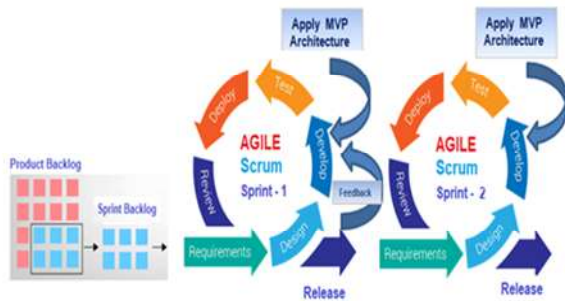 Product Backlog
Sprint Backlog
Apply MVP
Architecture
Deploy
Test
Develop
Review
AGILE
Scrum
Sprint - 1
Feedback
Requirements
Design
Release
Apply MVP
Architecture
Deploy
Test
Develop
Review
AGILE
Scrum
Sprint - 2
Requirements
Design
Release